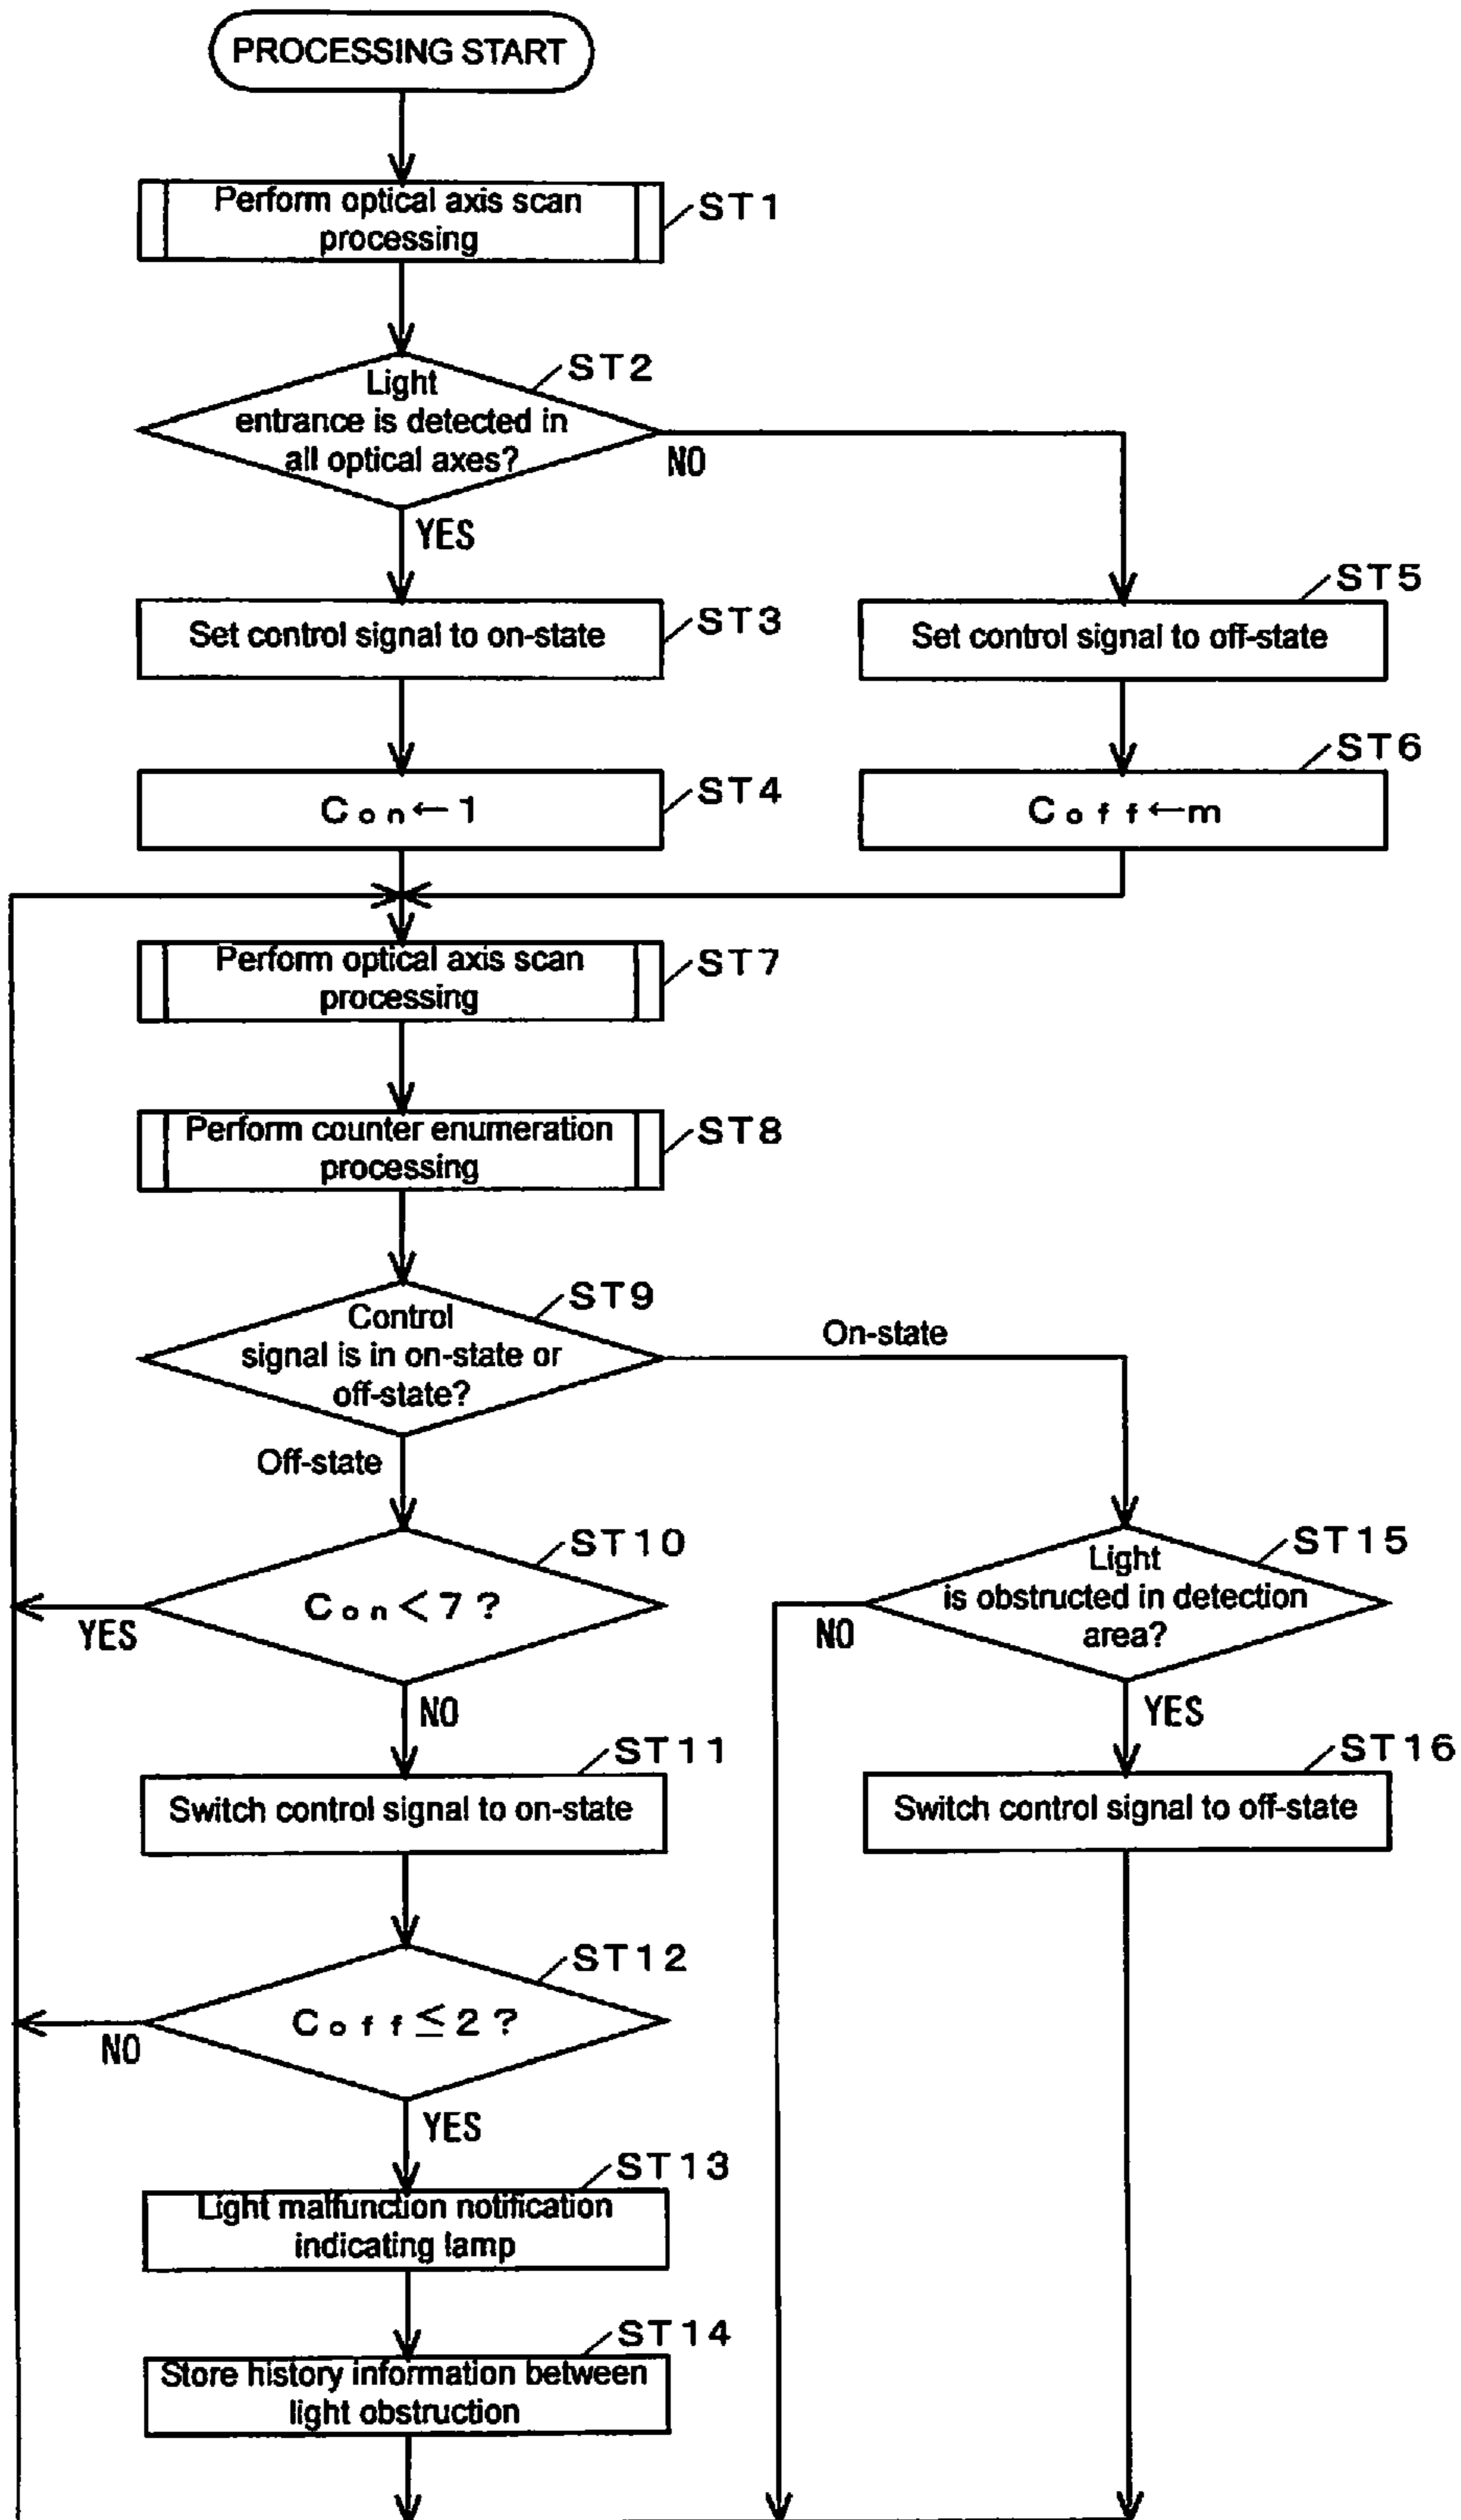 PROCESSING START
Perform optical axis scan
processing
ST1
Light
entrance is detected in
all optical axes?
ST2
NO
YES
Set control signal to on-state
ST3
Set control signal to off-state
ST5
Con←1
ST4
Coff←m
ST6
Perform optical axis scan
processing
ST7
Perform counter enumeration
processing
ST8
Control
signal is in on-state or
off-state?
ST9
On-state
Off-state
Con<7?
ST10
YES
NO
Light
is obstructed in detection
area?
ST15
NO
YES
Switch control signal to on-state
ST11
Switch control signal to off-state
ST16
Coff≦2?
ST12
NO
YES
Light malfunction notification
indicating lamp
ST13
Store history information between
light obstruction
ST14